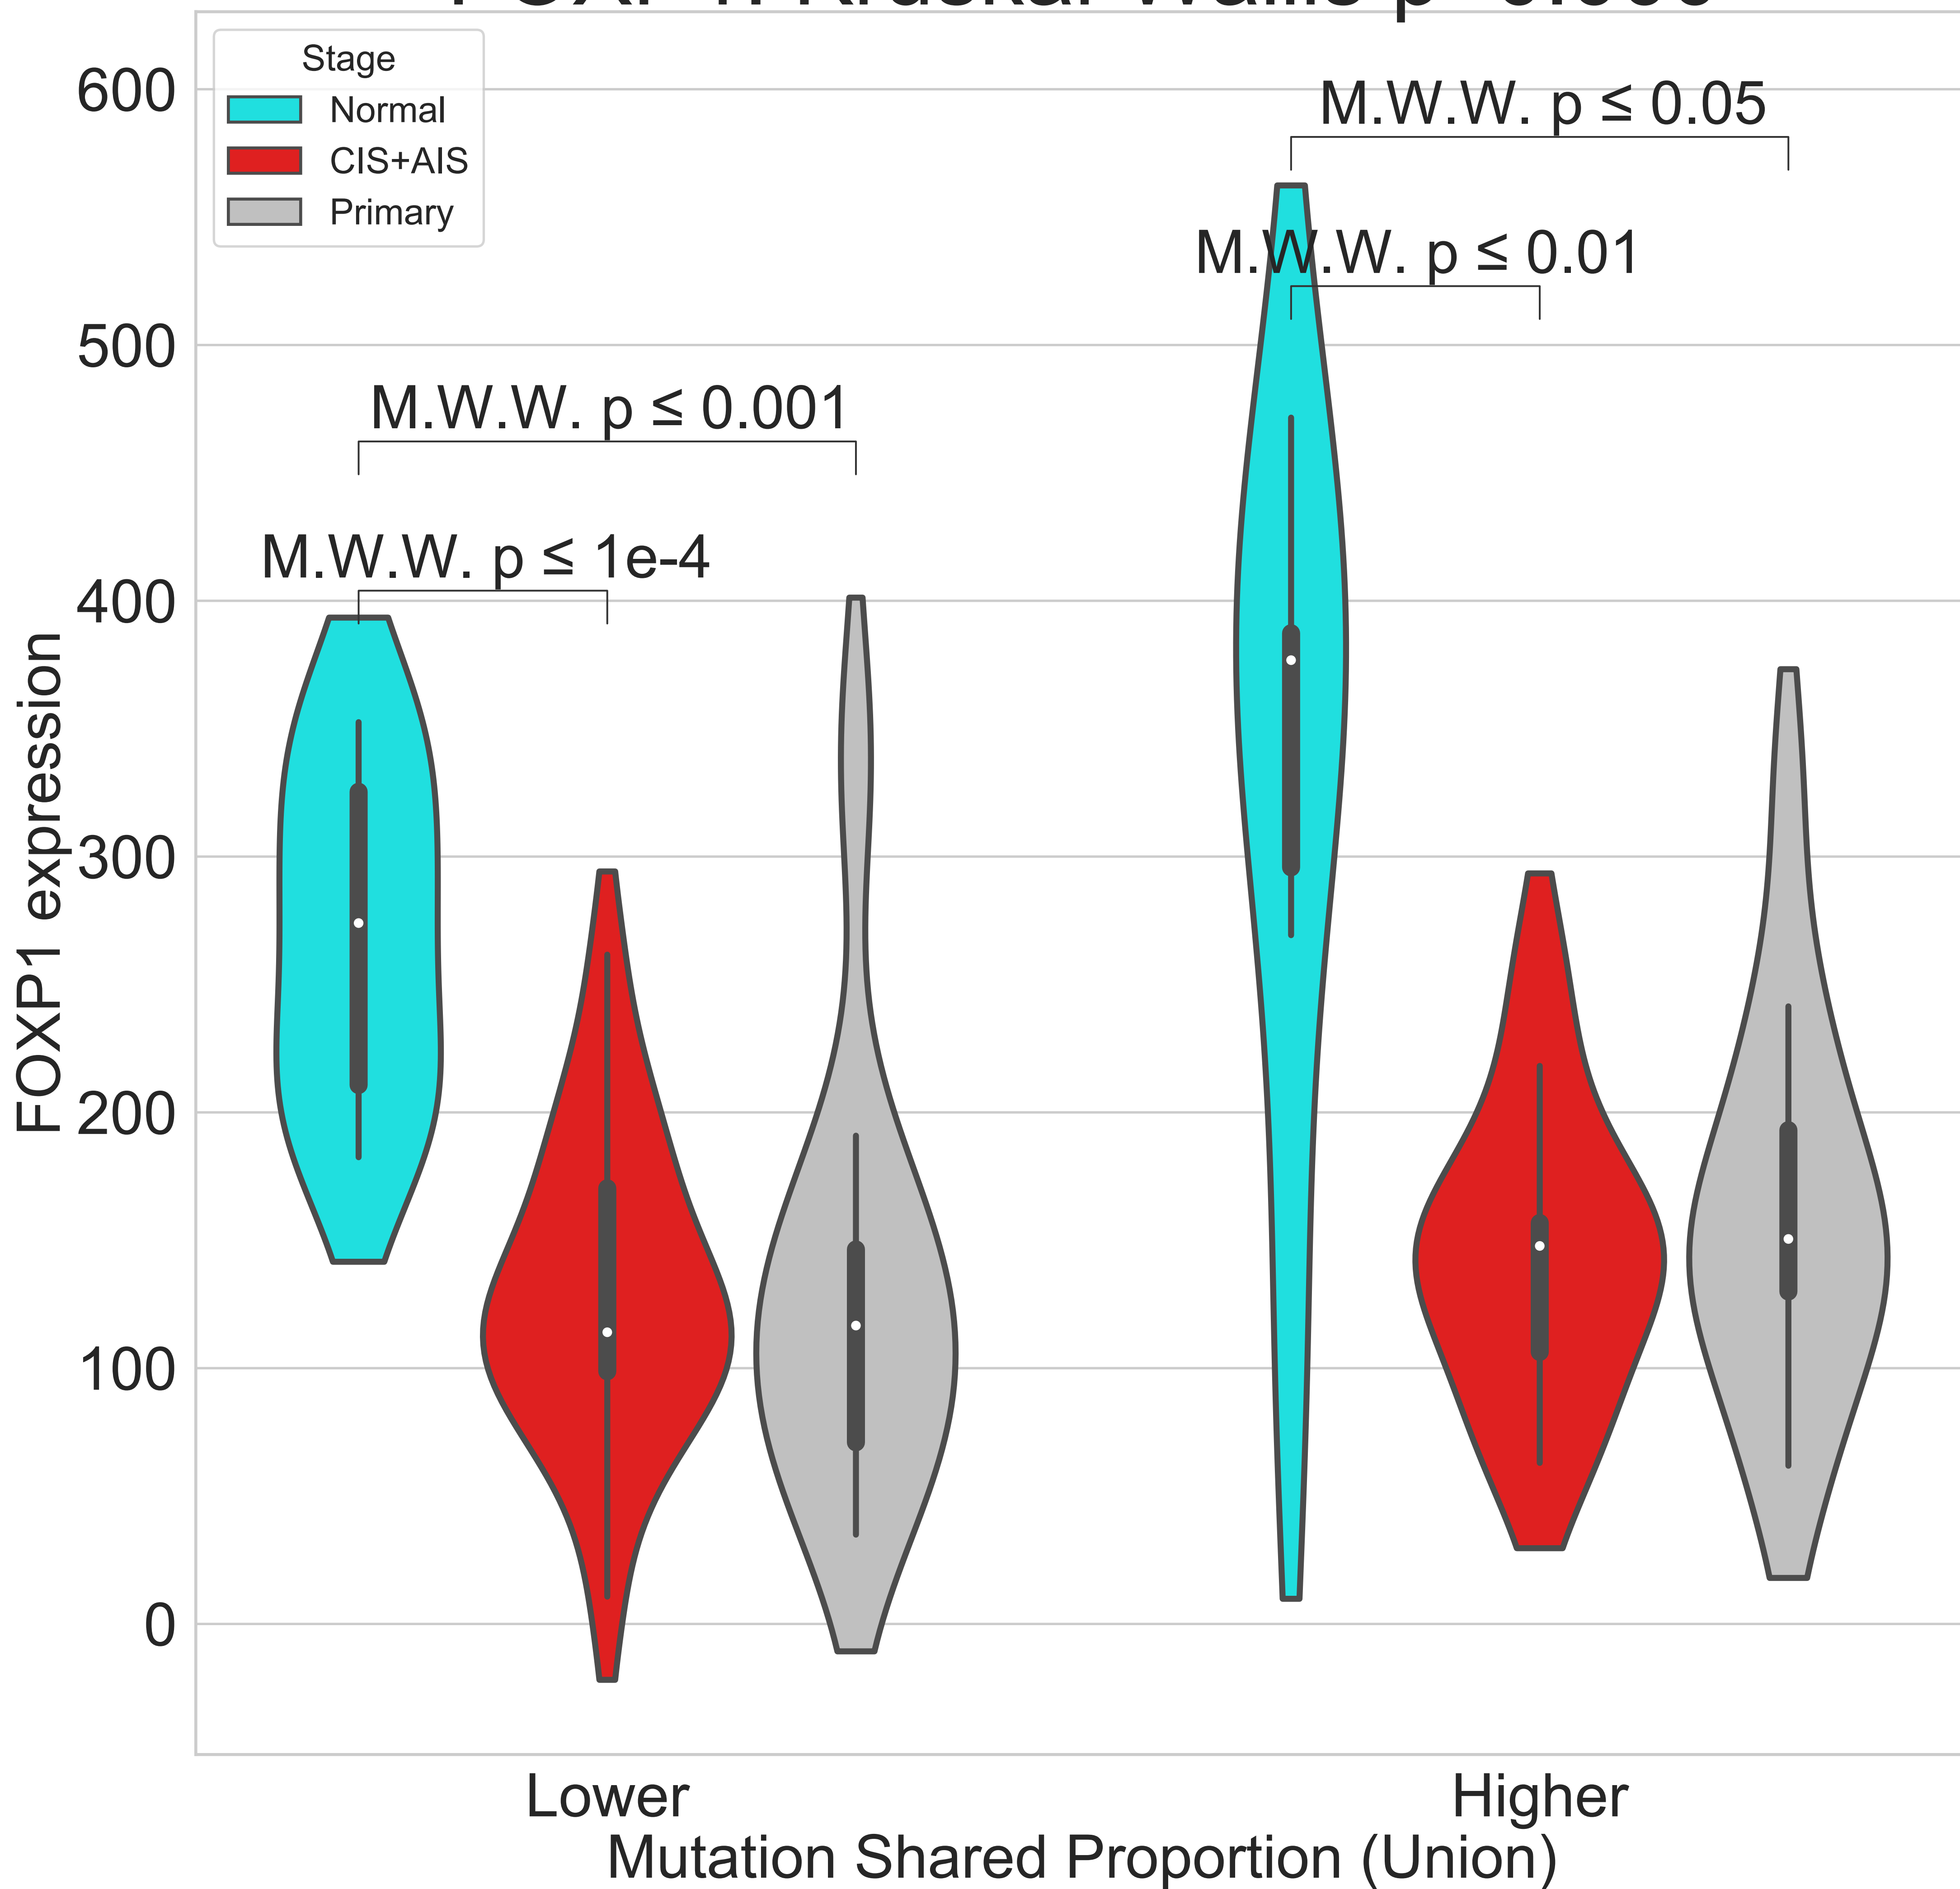 Stage
Normal
CIS+AIS
Primary
600
500
400
300
200
100
0
FOXP1 expression
M.W.W. p ≤ 0.05
M.W.W. p ≤ 0.01
M.W.W. p ≤ 0.001
M.W.W. p ≤ 1e-4
Lower
Higher
Mutation Shared Proportion (Union)